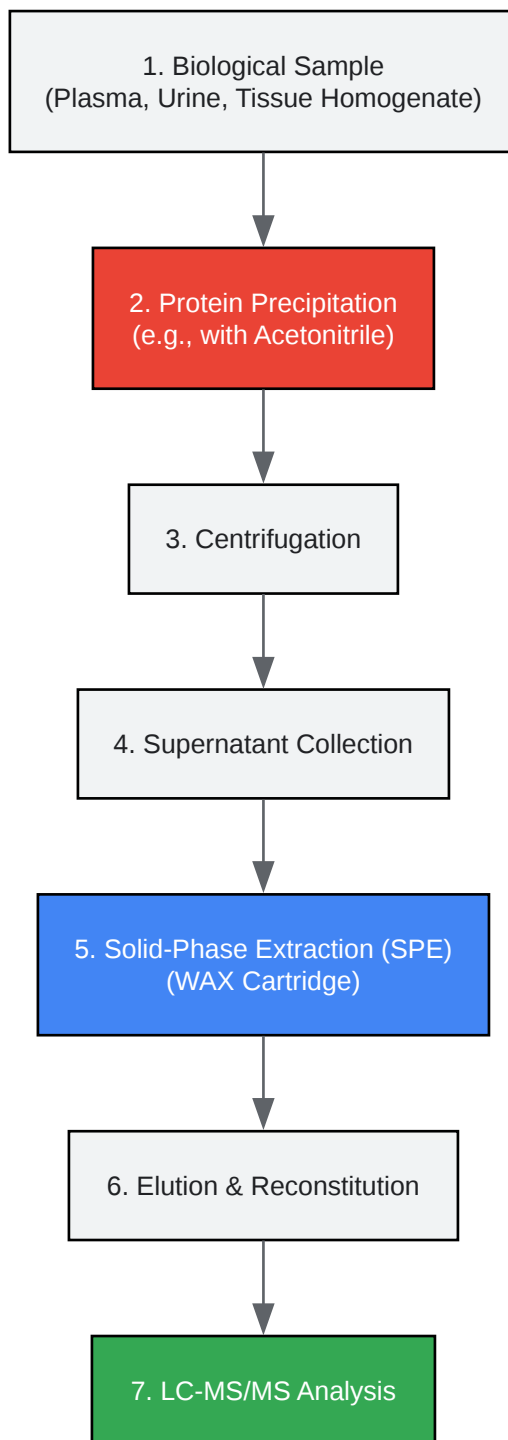 1. Biological Sample
(Plasma, Urine, Tissue Homogenate)
2. Protein Precipitation
(e.g., with Acetonitrile)
3. Centrifugation
4. Supernatant Collection
5. Solid-Phase Extraction (SPE)
(WAX Cartridge)
6. Elution & Reconstitution
7. LC-MS/MS Analysis